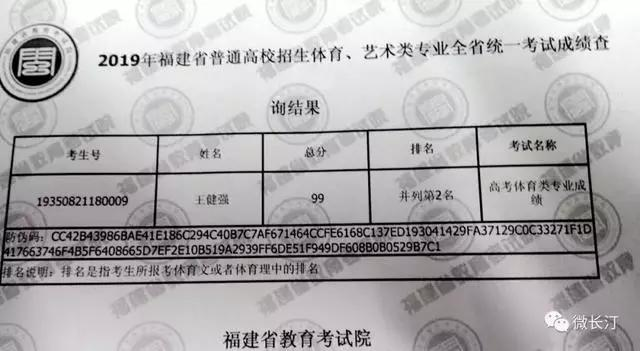 2019年福建省普通高校招生体育、艺术类专业全省统一考试成绩查
询结果
考生号 姓名 总分 排名 考试名称
19350821180009 王健强 99 并列第2名 高考体育类专业成
绩
防伪码：CC42B43986BAE41E186C294C40B7C7AF671464CCFE6168C137ED193041429FA37129C0C33271F1D
417663746F4B5F6408665D7EF2E10B519A2939FF6DE51F949DF608B0B0529B7C1
排名说明：排名是指考生所报考体育文或者体育理中的排名
福建省教育考试院
微长汀